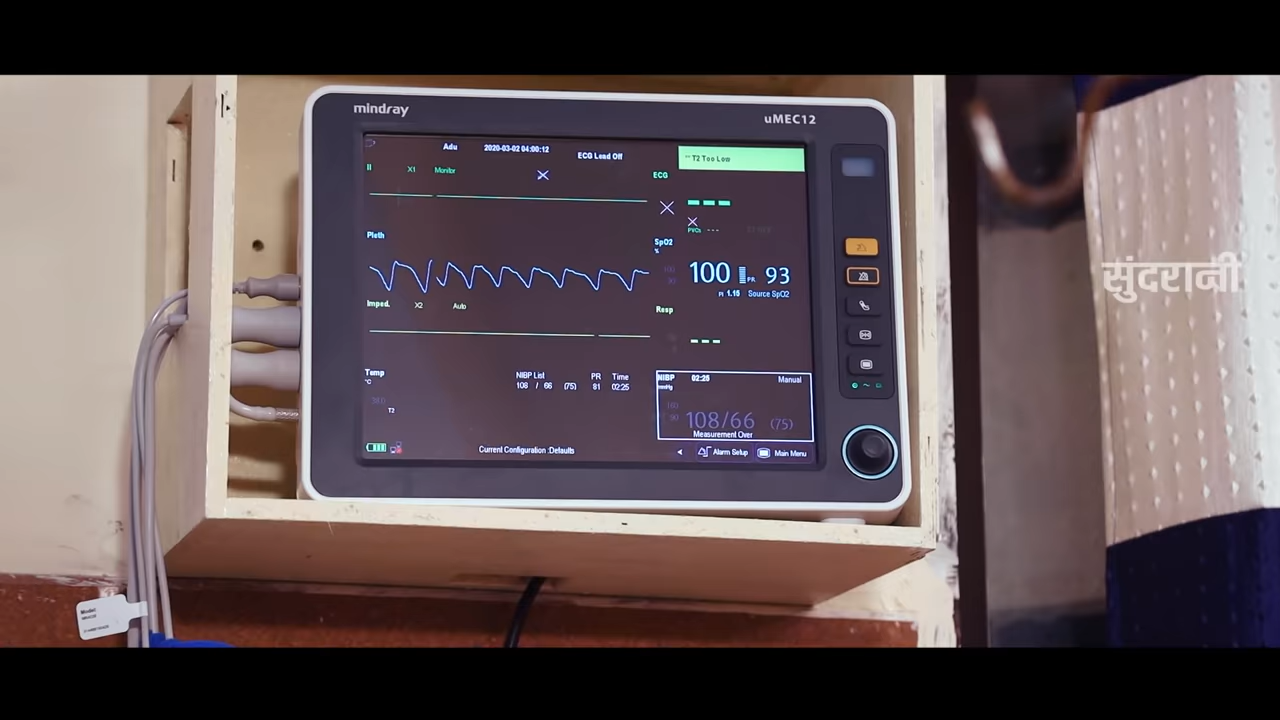 mindray
uMEC12
Adu 2020-03-02 04:00:12 ECG Lead Off
** T2 Too Low
II X1 Monitor
ECG
PVCs
Pleth
SpO2
%
100 PR 93
PI 1.15 Source SpO2
Imped. X2 Auto
Resp
Temp
°C
T2
NIBP List PR Time
108 / 66 (75) 81 02:25
NIBP 02:25 Manual
mmHg
108/66 (75)
Measurement Over
Current Configuration :Defaults
Alarm Setup Main Menu
सुंदरानी
Model: